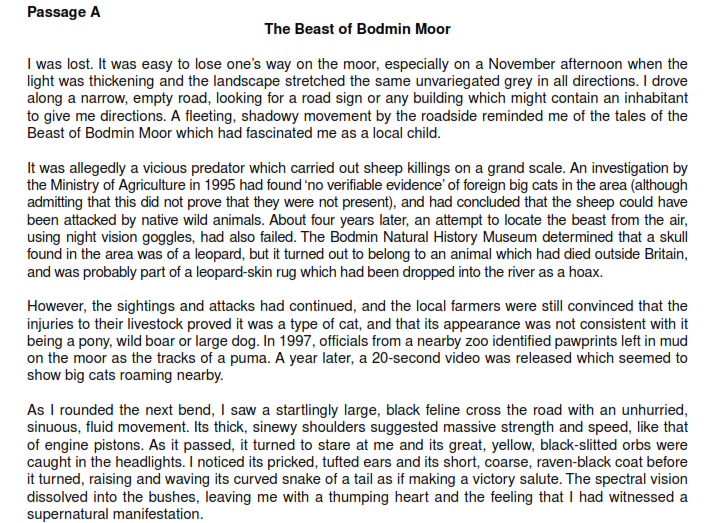 Passage A
The Beast of Bodmin Moor
I was lost. It was easy to lose one's way on the moor, especially on a November afternoon when the
light was thickening and the landscape stretched the same unvariegated grey in all directions. I drove
along a narrow, empty road, looking for a road sign or any building which might contain an inhabitant
to give me directions. A fleeting, shadowy movement by the roadside reminded me of the tales of the
Beast of Bodmin Moor which had fascinated me as a local child.
It was allegedly a vicious predator which carried out sheep killings on a grand scale. An investigation by
the Ministry of Agriculture in 1995 had found 'no verifiable evidence' of foreign big cats in the area (although
admitting that this did not prove that they were not present), and had concluded that the sheep could have
been attacked by native wild animals. About four years later, an attempt to locate the beast from the air,
using night vision goggles, had also failed. The Bodmin Natural History Museum determined that a skull
found in the area was of a leopard, but it turned out to belong to an animal which had died outside Britain,
and was probably part of a leopard-skin rug which had been dropped into the river as a hoax.
However, the sightings and attacks had continued, and the local farmers were still convinced that the
injuries to their livestock proved it was a type of cat, and that its appearance was not consistent with it
being a pony, wild boar or large dog. In 1997, officials from a nearby zoo identified pawprints left in mud
on the moor as the tracks of a puma. A year later, a 20-second video was released which seemed to
show big cats roaming nearby.
As I rounded the next bend, I saw a startlingly large, black feline cross the road with an unhurried,
sinuous, fluid movement. Its thick, sinewy shoulders suggested massive strength and speed, like that
of engine pistons. As it passed, it turned to stare at me and its great, yellow, black-slitted orbs were
caught in the headlights. I noticed its pricked, tufted ears and its short, coarse, raven-black coat before
it turned, raising and waving its curved snake of a tail as if making a victory salute. The spectral vision
dissolved into the bushes, leaving me with a thumping heart and the feeling that I had witnessed a
supernatural manifestation.